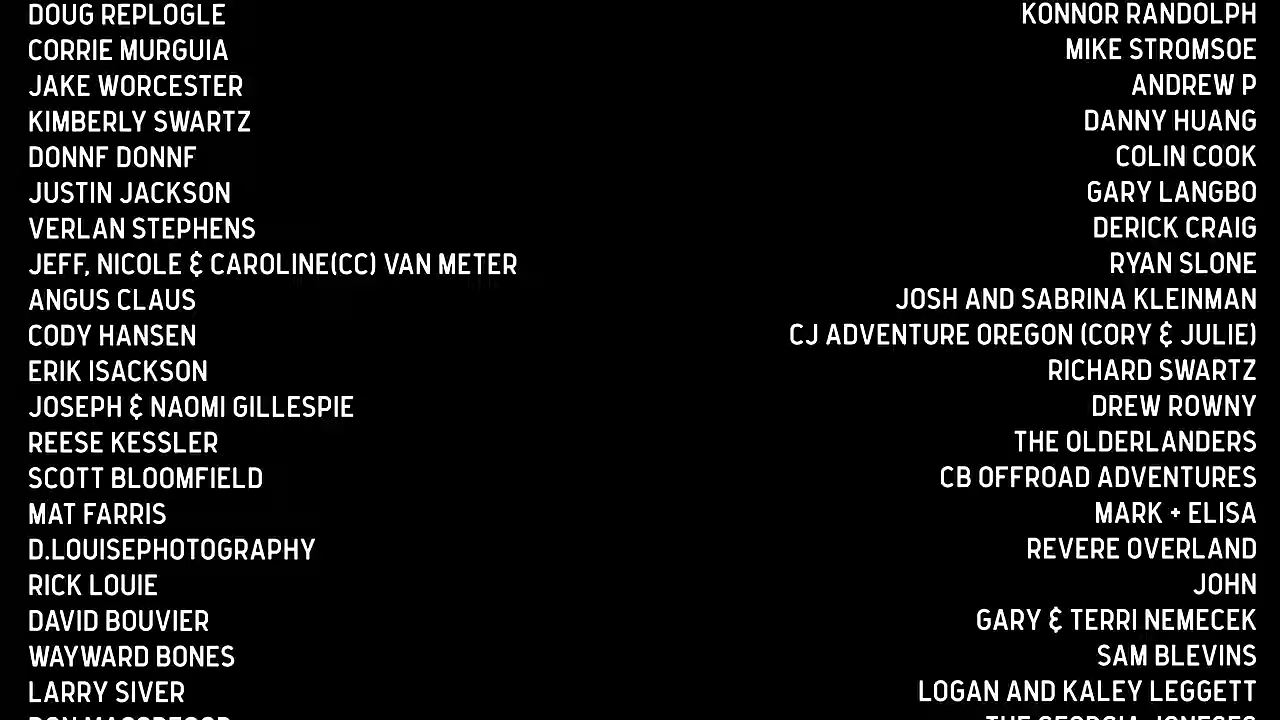 DOUG REPLOGLE
CORRIE MURGUIA
JAKE WORCESTER
KIMBERLY SWARTZ
DONNF DONNF
JUSTIN JACKSON
VERLAN STEPHENS
JEFF, NICOLE & CAROLINE(CC) VAN METER
ANGUS CLAUS
CODY HANSEN
ERIK ISACKSON
JOSEPH & NAOMI GILLESPIE
REESE KESSLER
SCOTT BLOOMFIELD
MAT FARRIS
D.LOUISEPHOTOGRAPHY
RICK LOUIE
DAVID BOUVIER
WAYWARD BONES
LARRY SIVER
KONNOR RANDOLPH
MIKE STROMSOE
ANDREW P
DANNY HUANG
COLIN COOK
GARY LANGBO
DERICK CRAIG
RYAN SLONE
JOSH AND SABRINA KLEINMAN
CJ ADVENTURE OREGON (CORY & JULIE)
RICHARD SWARTZ
DREW ROWNY
THE OLDERLANDERS
CB OFFROAD ADVENTURES
MARK + ELISA
REVERE OVERLAND
JOHN
GARY & TERRI NEMECEK
SAM BLEVINS
LOGAN AND KALEY LEGGETT
THE GEORGIA JONESES